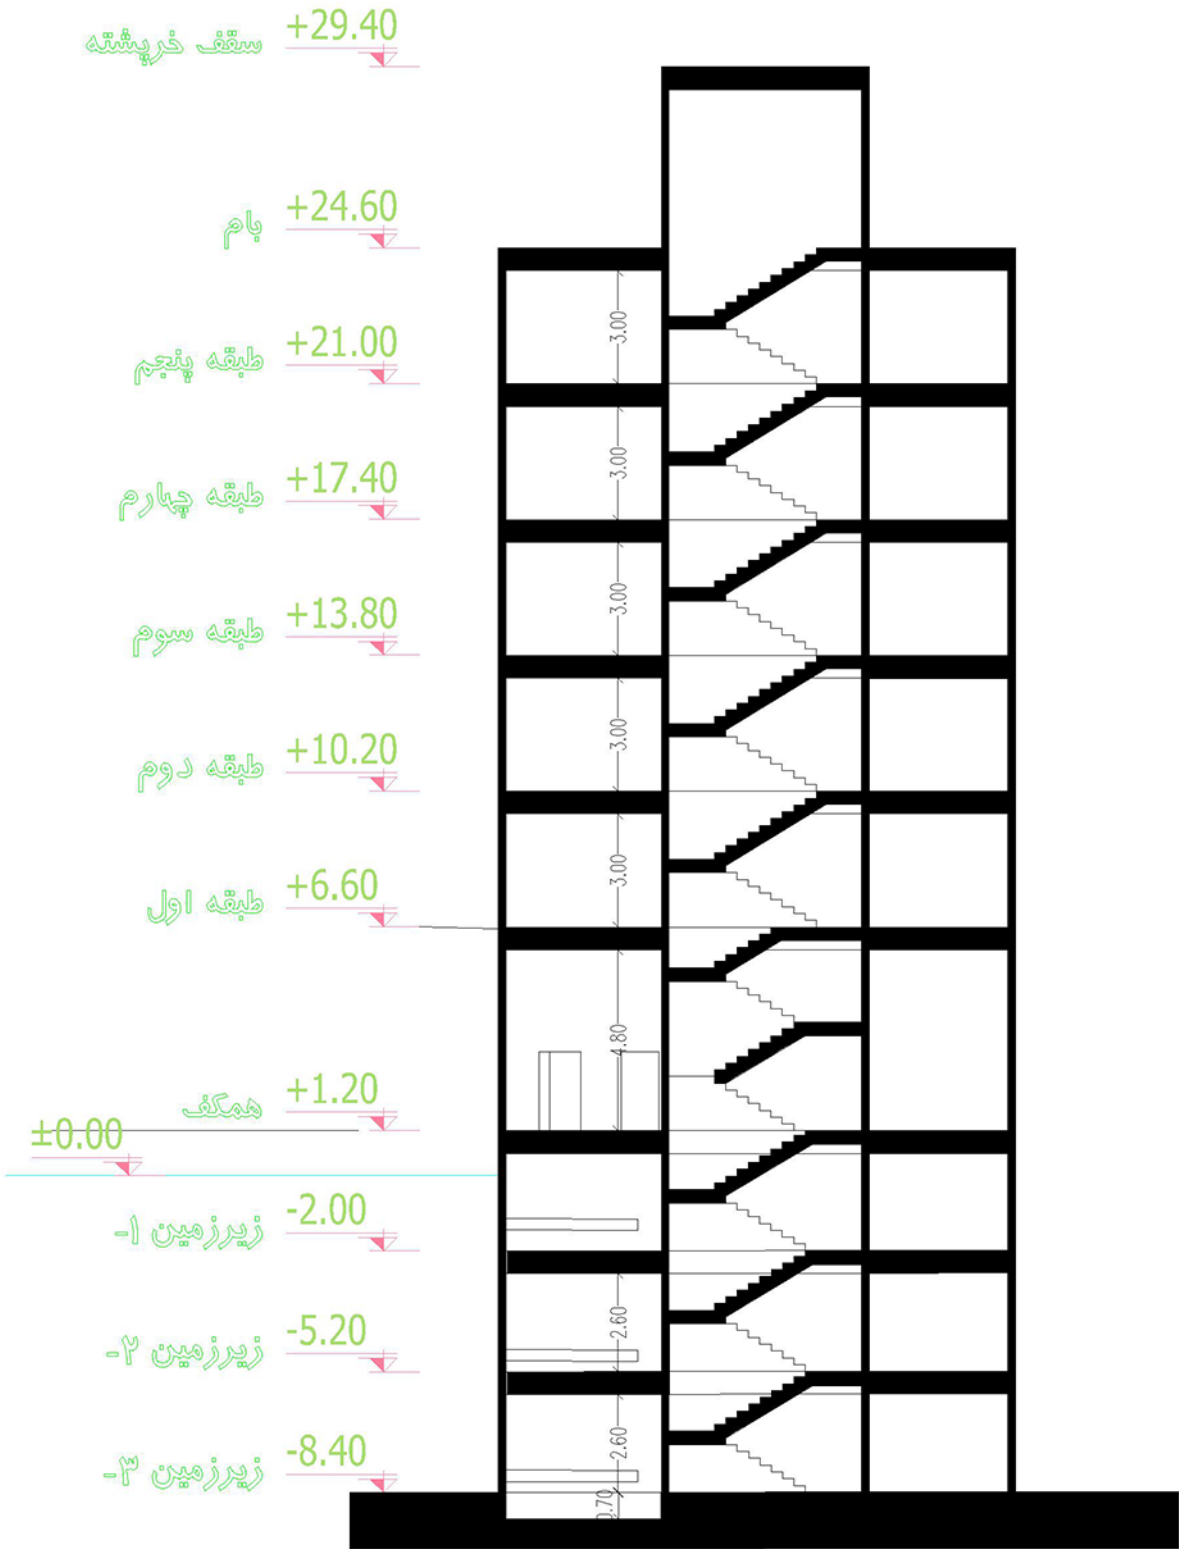 سقف خرپشته +29.40
بام +24.60
3.00
طبقه پنجم +21.00
3.00
طبقه چهارم +17.40
3.00
طبقه سوم +13.80
3.00
طبقه دوم +10.20
3.00
طبقه اول +6.60
4.80
همکف +1.20
±0.00
زیرزمین ۱- -2.00
2.60
زیرزمین ۲- -5.20
2.60
زیرزمین ۳- -8.40
0.70